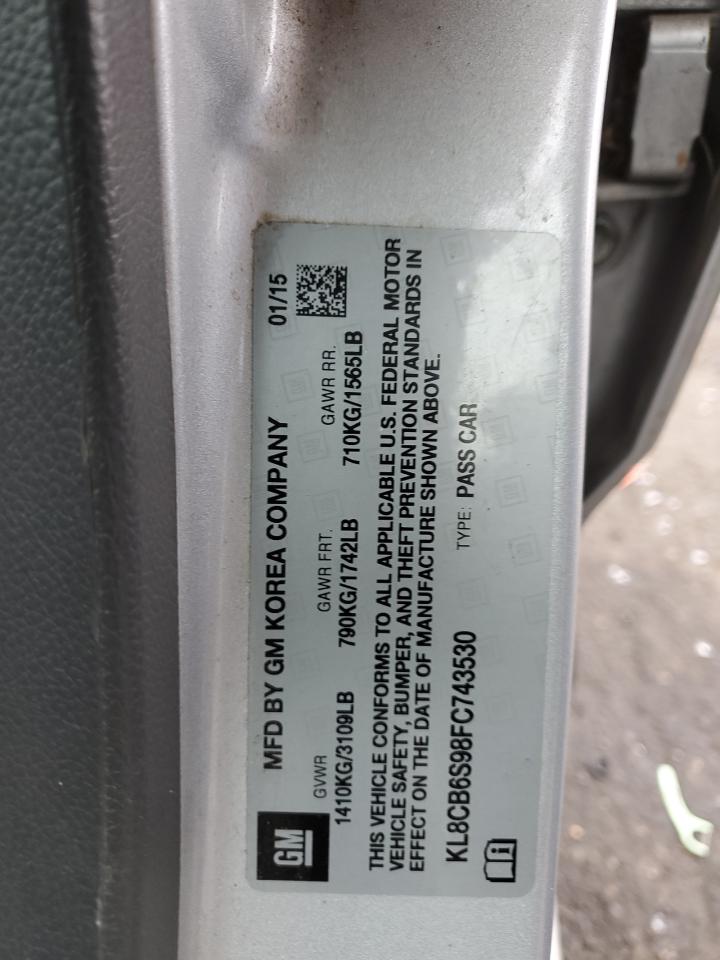 GM
MFD BY GM KOREA COMPANY 01/15
GVWR GAWR FRT. GAWR RR.
1410KG/3109LB 790KG/1742LB 710KG/1565LB
THIS VEHICLE CONFORMS TO ALL APPLICABLE U.S. FEDERAL MOTOR
VEHICLE SAFETY, BUMPER, AND THEFT PREVENTION STANDARDS IN
EFFECT ON THE DATE OF MANUFACTURE SHOWN ABOVE.
KL8CB6S98FC743530 TYPE: PASS CAR